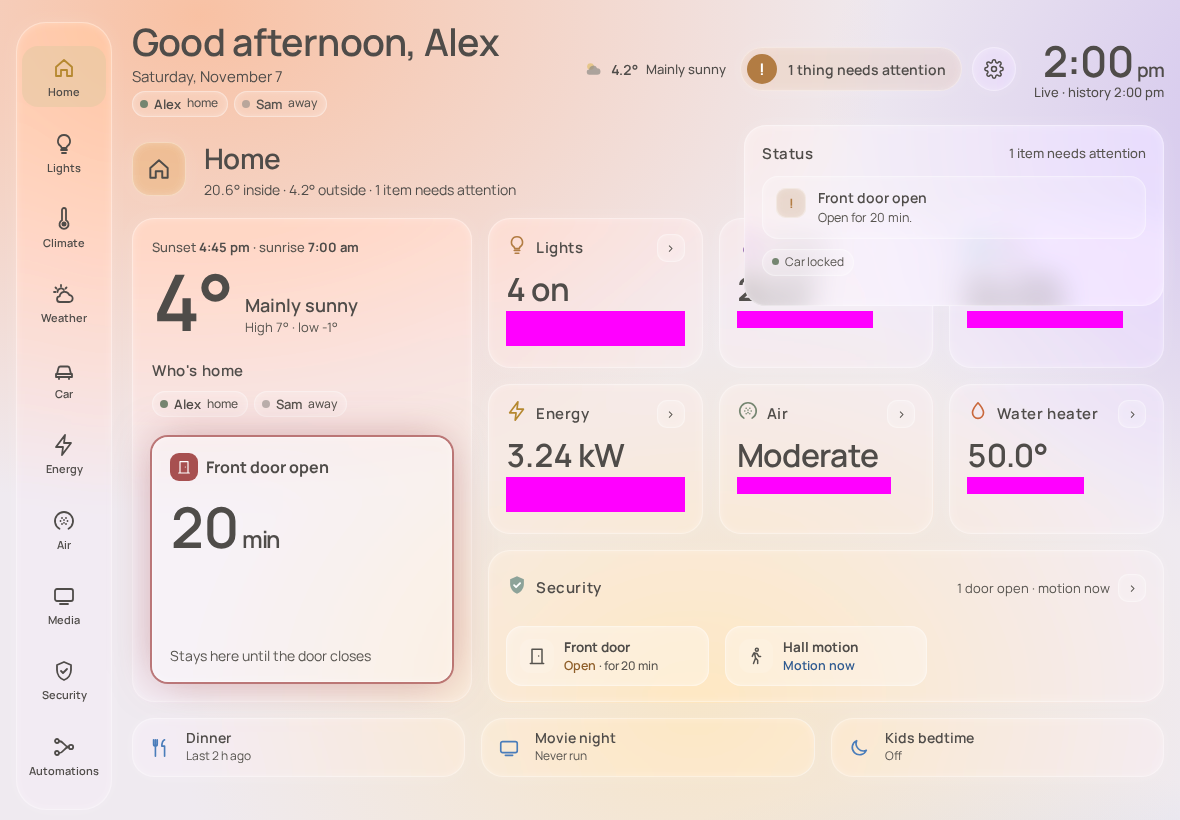 Good afternoon, Alex
Saturday, November 7
Alex home
Sam away
4.2° Mainly sunny
! 1 thing needs attention
2:00 pm
Live · history 2:00 pm
Home
Lights
Climate
Weather
Car
Energy
Air
Media
Security
Automations
Home
20.6° inside · 4.2° outside · 1 item needs attention
Status
1 item needs attention
! Front door open
Open for 20 min.
Car locked
Sunset 4:45 pm · sunrise 7:00 am
4°
Mainly sunny
High 7° · low -1°
Who's home
Alex home
Sam away
Front door open
20 min
Stays here until the door closes
Lights
4 on
Energy
3.24 kW
Air
Moderate
Water heater
50.0°
Security
1 door open · motion now
Front door
Open · for 20 min
Hall motion
Motion now
Dinner
Last 2 h ago
Movie night
Never run
Kids bedtime
Off